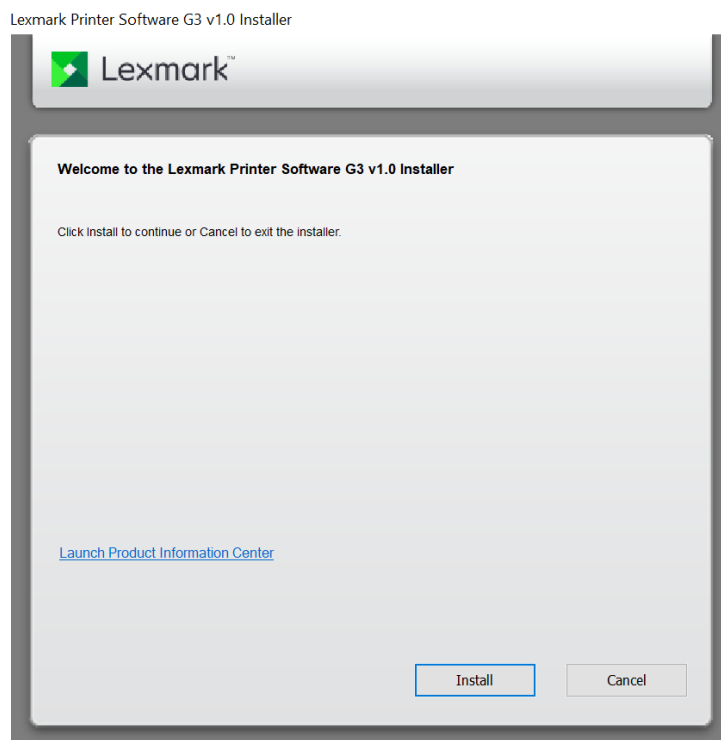 Lexmark Printer Software G3 v1.0 Installer
Lexmark™
Welcome to the Lexmark Printer Software G3 v1.0 Installer
Click Install to continue or Cancel to exit the installer.
Launch Product Information Center
Install Cancel